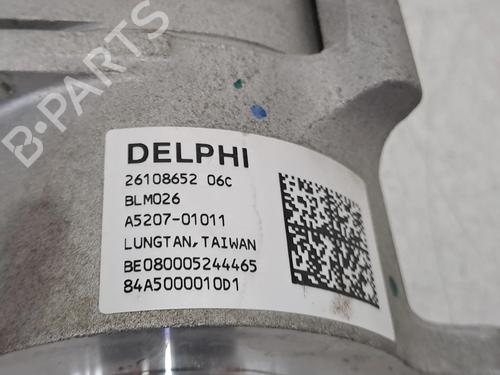 B-PARTS
DELPHI
26108652 06C
BLM026
A5207-01011
LUNGTAN, TAIWAN
BE080005244465
84A5000010D1